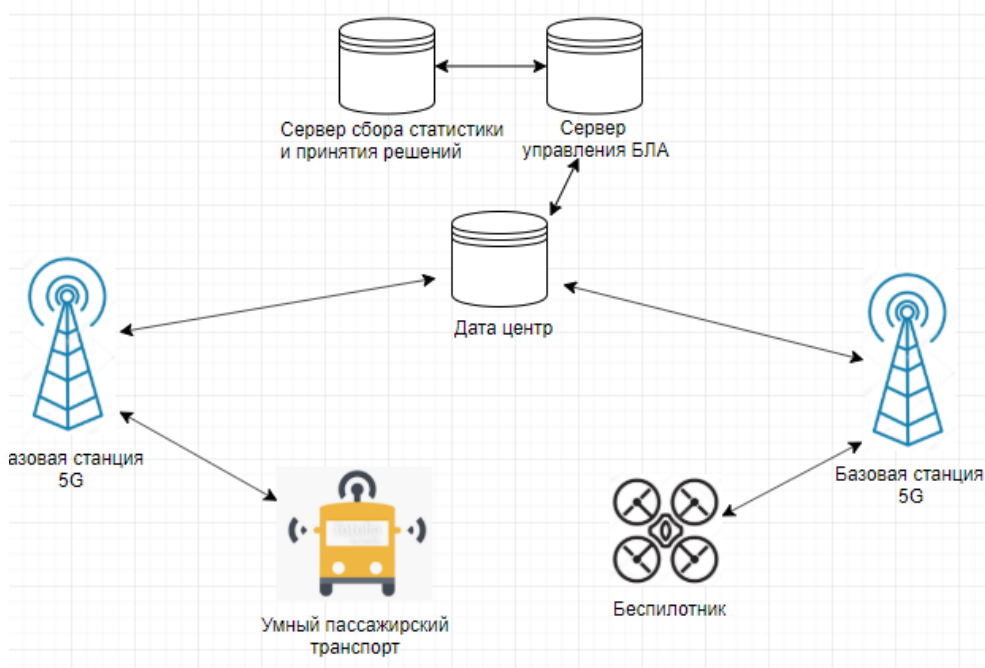 Сервер сбора статистики
и принятия решений
Сервер
управления БЛА
Дата центр
азовая станция
5G
Базовая станция
5G
Умный пассажирский
транспорт
Беспилотник